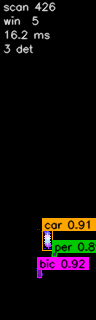 scan 426
win 5
16.2 ms
3 det
car 0.91
per 0.8
bic 0.92